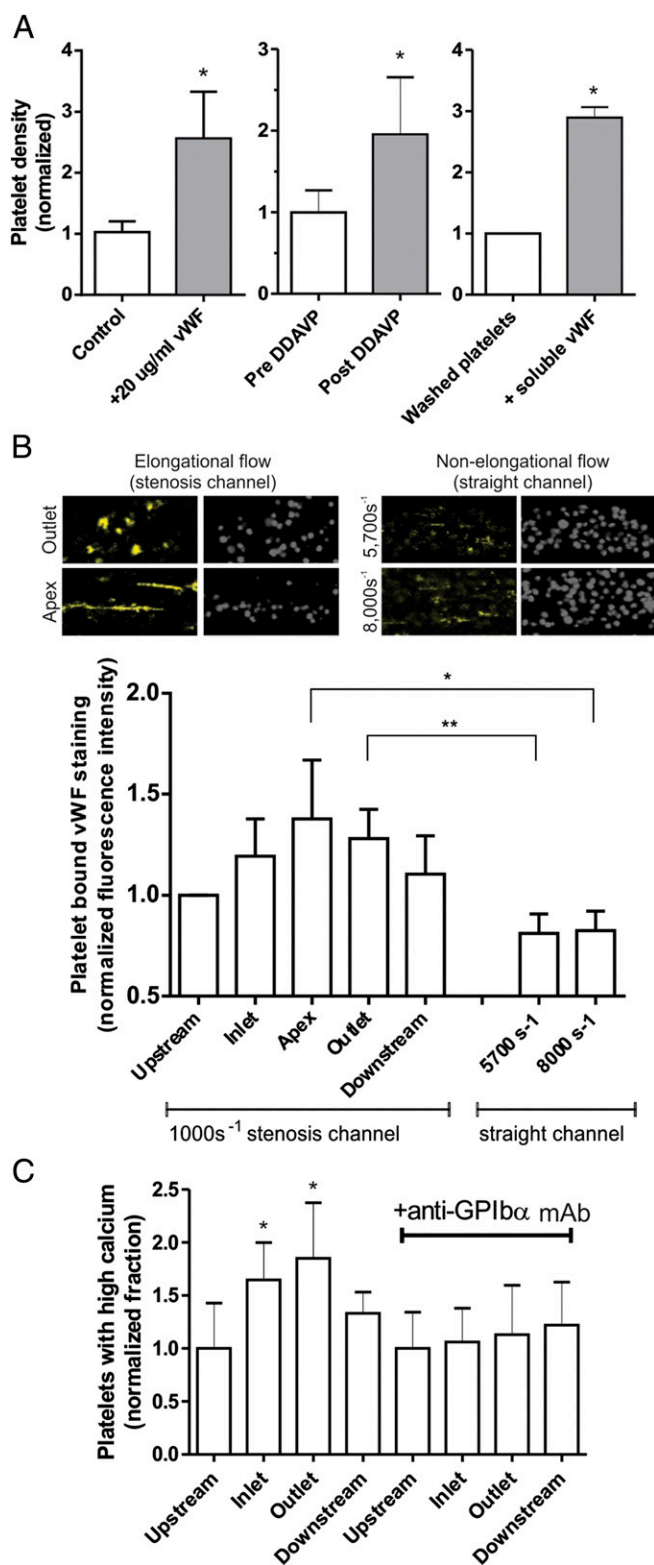 A
Platelet density
(normalized)
4
3
2
1
0
*
Control
+20 ug/ml vWF
3
2
1
0
*
Pre DDAVP
Post DDAVP
4
3
2
1
0
*
Washed platelets
+ soluble vWF
B
Elongational flow
(stenosis channel)
Non-elongational flow
(straight channel)
Outlet
Apex
5,700s-1
8,000s-1
Platelet bound vWF staining
(normalized fluorescence intensity)
2.0
1.5
1.0
0.5
*
**
Upstream
Inlet
Apex
Outlet
Downstream
5700 s-1
8000 s-1
1000s-1 stenosis channel
straight channel
C
Platelets with high calcium
(normalized fraction)
2.5
2.0
1.5
1.0
0.5
0.0
*
*
+anti-GPIbα mAb
Upstream
Inlet
Outlet
Downstream
Upstream
Inlet
Outlet
Downstream